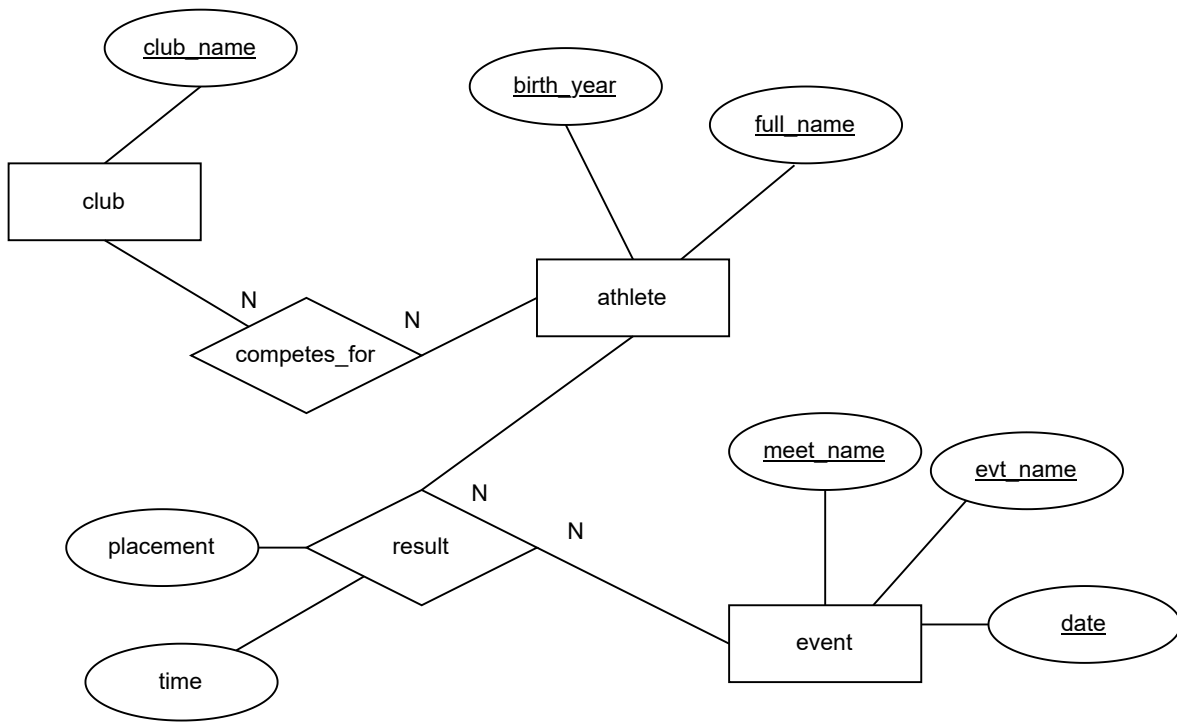 club_name
birth_year
full_name
club
athlete
N
N
competes_for
meet_name
evt_name
N
N
placement
result
date
event
time